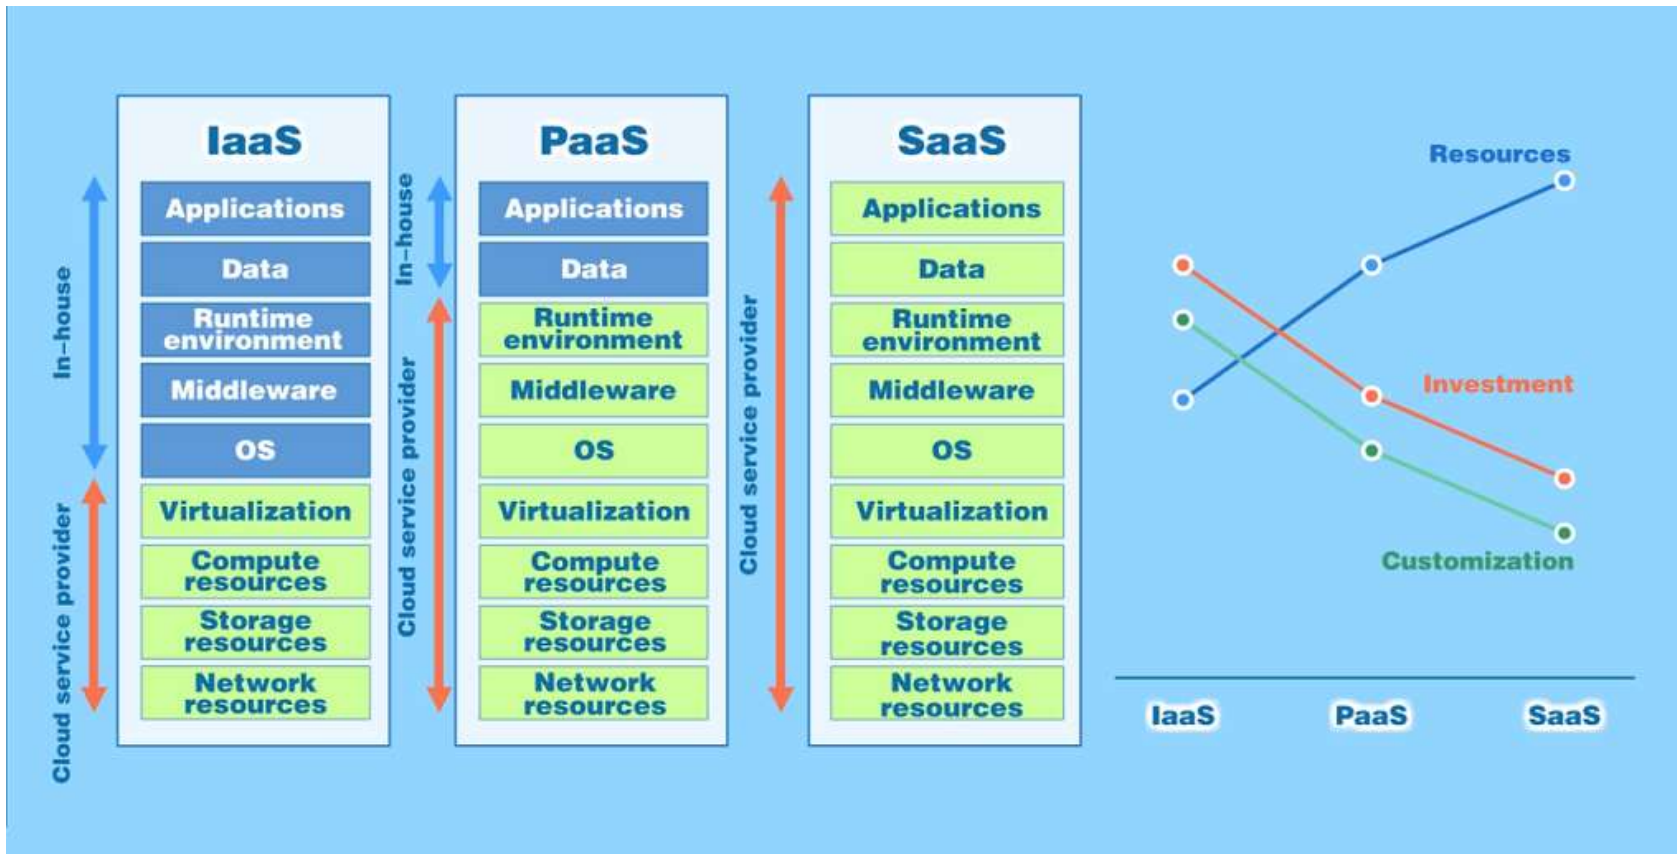 In-house
Cloud service provider
IaaS
Applications
Data
Runtime
environment
Middleware
OS
Virtualization
Compute
resources
Storage
resources
Network
resources
In-house
Cloud service provider
PaaS
Applications
Data
Runtime
environment
Middleware
OS
Virtualization
Compute
resources
Storage
resources
Network
resources
Cloud service provider
SaaS
Applications
Data
Runtime
environment
Middleware
OS
Virtualization
Compute
resources
Storage
resources
Network
resources
Resources
Investment
Customization
IaaS
PaaS
SaaS